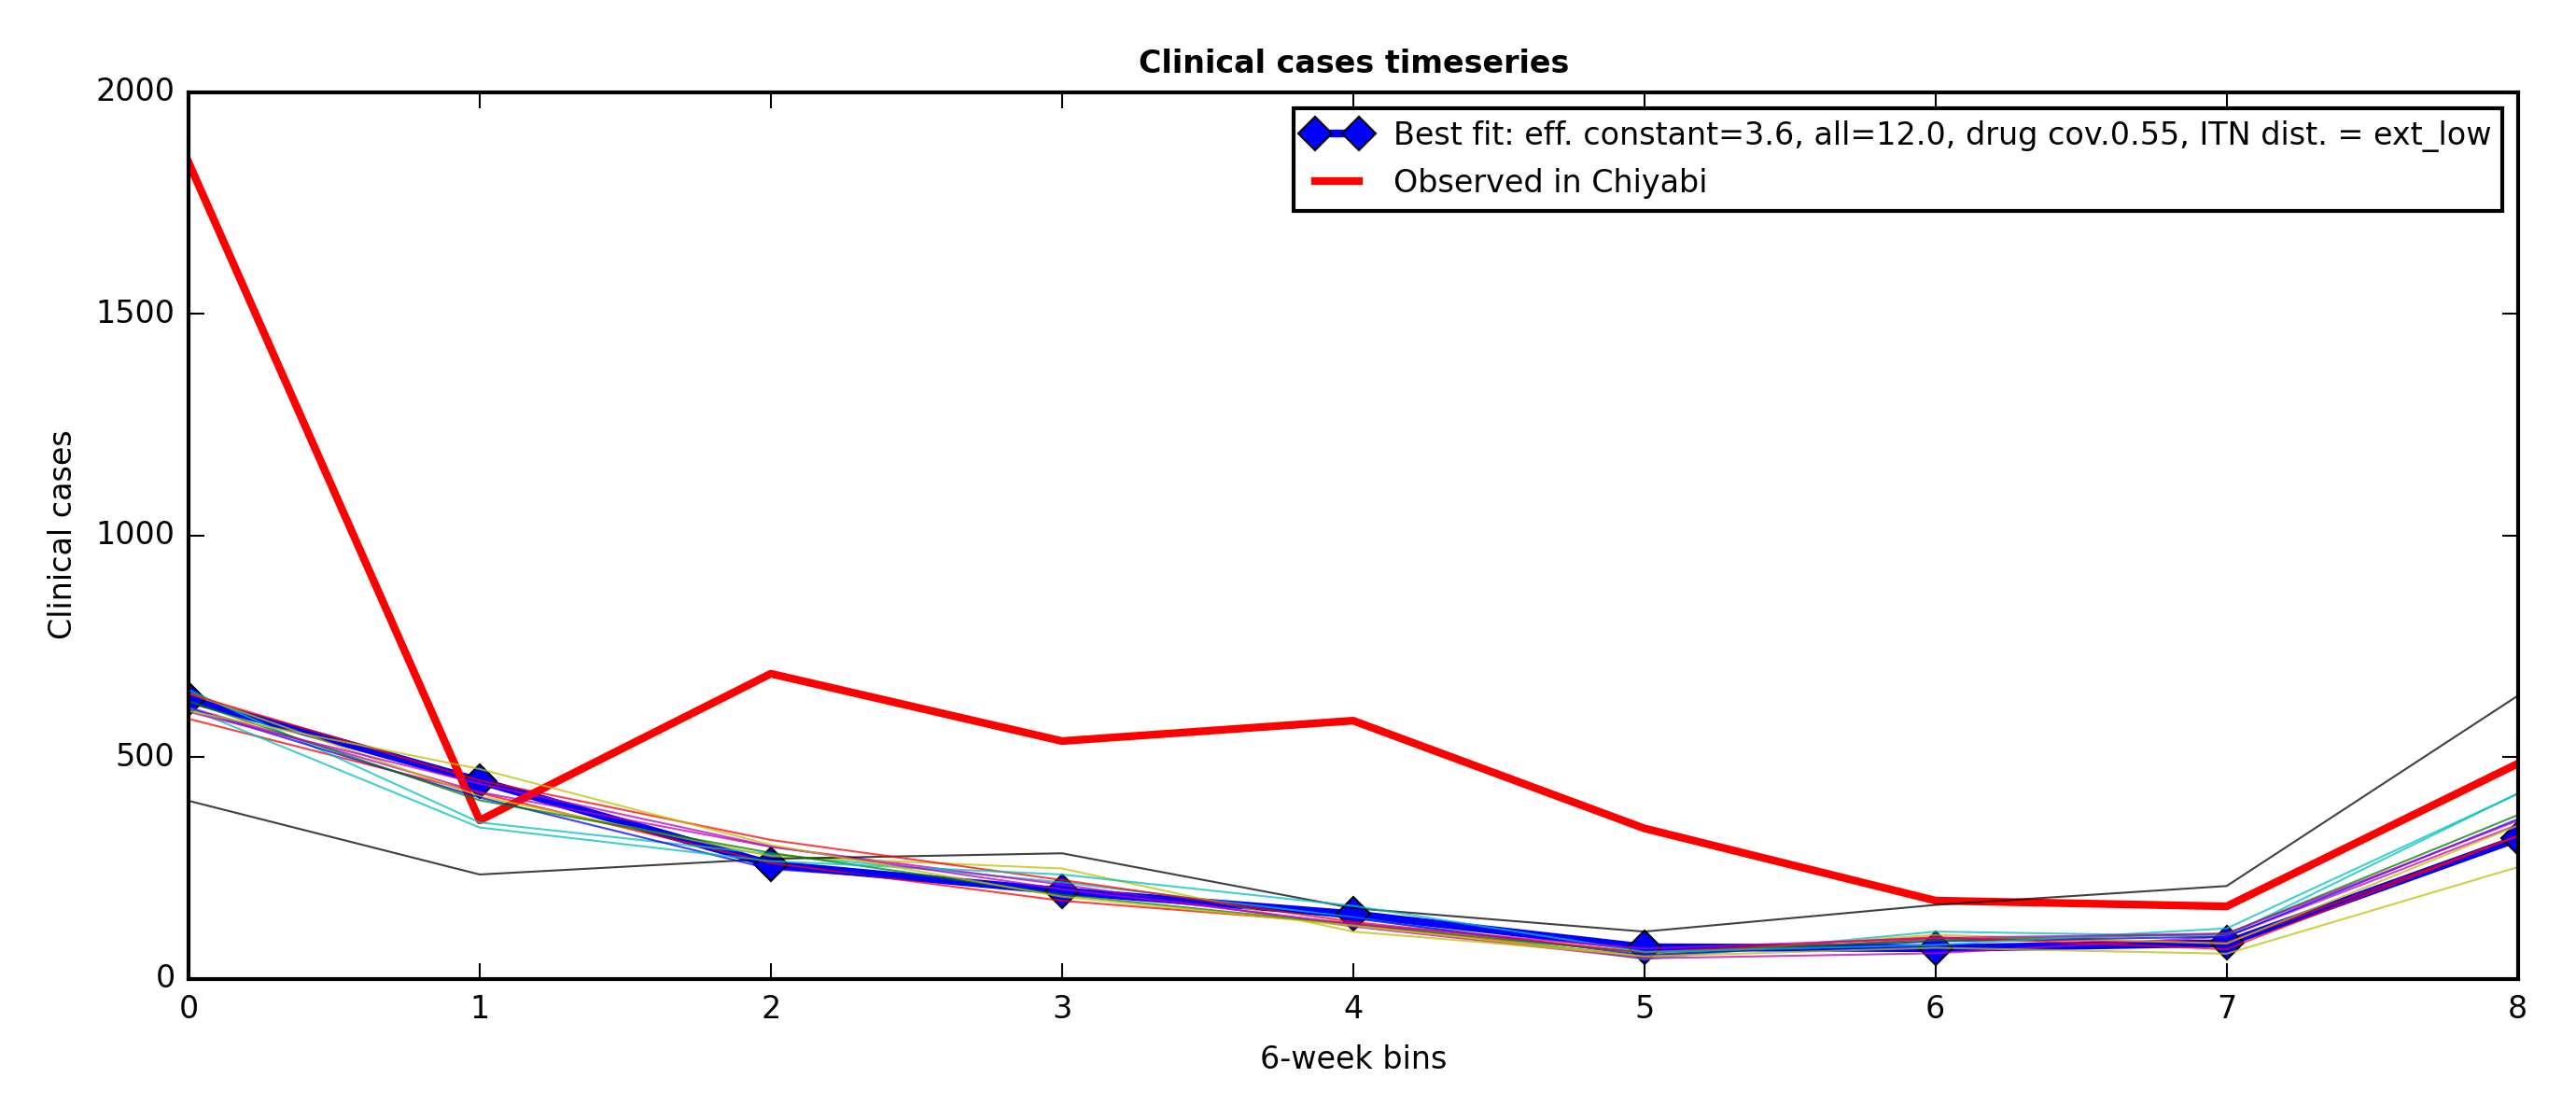 Clinical cases timeseries
2000
1500
1000
500
0
Clinical cases
Best fit: eff. constant=3.6, all=12.0, drug cov.0.55, ITN dist. = ext_low
Observed in Chiyabi
0 1 2 3 4 5 6 7 8
6-week bins